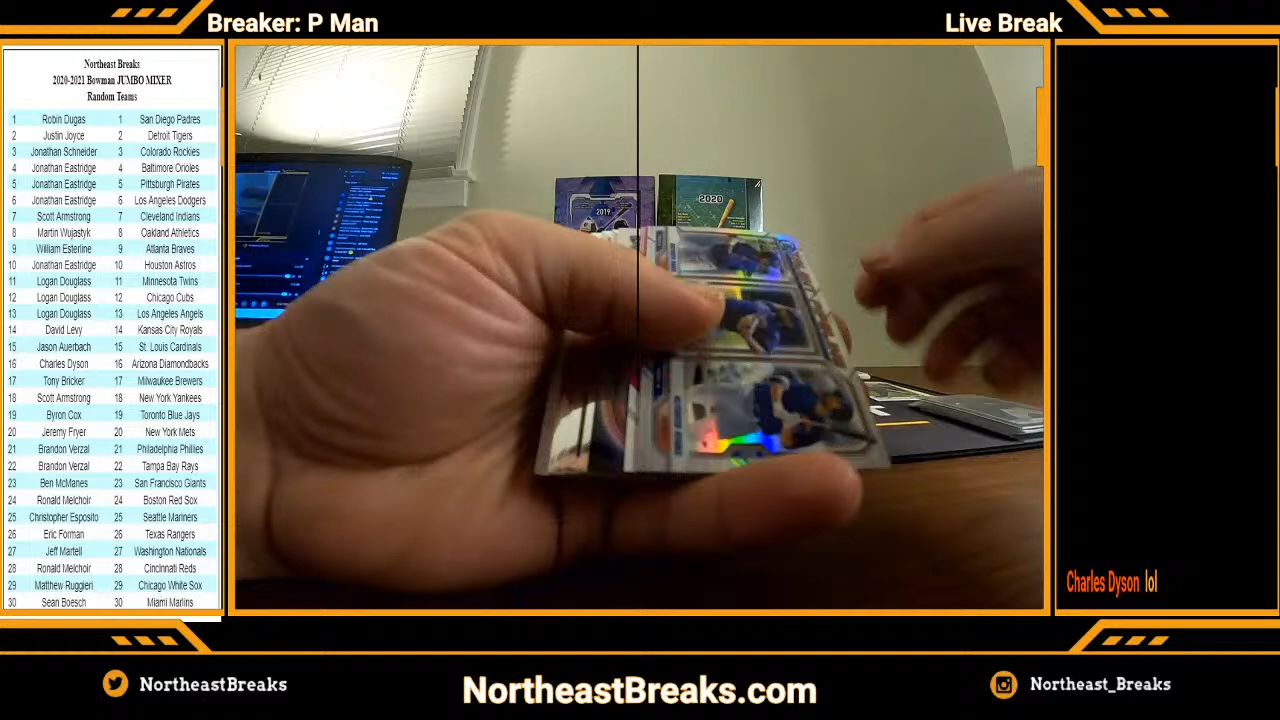 Breaker: P Man
Live Break
Northeast Breaks
2020-2021 Bowman JUMBO MIXER
Random Teams
1 Robin Dugas 1 San Diego Padres
2 Justin Joyce 2 Detroit Tigers
3 Jonathan Schneider 3 Colorado Rockies
4 Jonathan Eastridge 4 Baltimore Orioles
5 Jonathan Eastridge 5 Pittsburgh Pirates
6 Jonathan Eastridge 6 Los Angeles Dodgers
7 Scott Armstrong 7 Cleveland Indians
8 Martin Wujastyk 8 Oakland Athletics
9 William Esterline 9 Atlanta Braves
10 Jonathan Eastridge 10 Houston Astros
11 Logan Douglass 11 Minnesota Twins
12 Logan Douglass 12 Chicago Cubs
13 Logan Douglass 13 Los Angeles Angels
14 David Levy 14 Kansas City Royals
15 Jason Auerbach 15 St. Louis Cardinals
16 Charles Dyson 16 Arizona Diamondbacks
17 Tony Bricker 17 Milwaukee Brewers
18 Scott Armstrong 18 New York Yankees
19 Byron Cox 19 Toronto Blue Jays
20 Jeremy Fryer 20 New York Mets
21 Brandon Verzal 21 Philadelphia Phillies
22 Brandon Verzal 22 Tampa Bay Rays
23 Ben McManes 23 San Francisco Giants
24 Ronald Melchoir 24 Boston Red Sox
25 Christopher Esposito 25 Seattle Mariners
26 Eric Forman 26 Texas Rangers
27 Jeff Martell 27 Washington Nationals
28 Ronald Melchoir 28 Cincinnati Reds
29 Matthew Ruggieri 29 Chicago White Sox
30 Sean Boesch 30 Miami Marlins
2019
2020
Charles Dyson lol
NortheastBreaks
NortheastBreaks.com
Northeast_Breaks